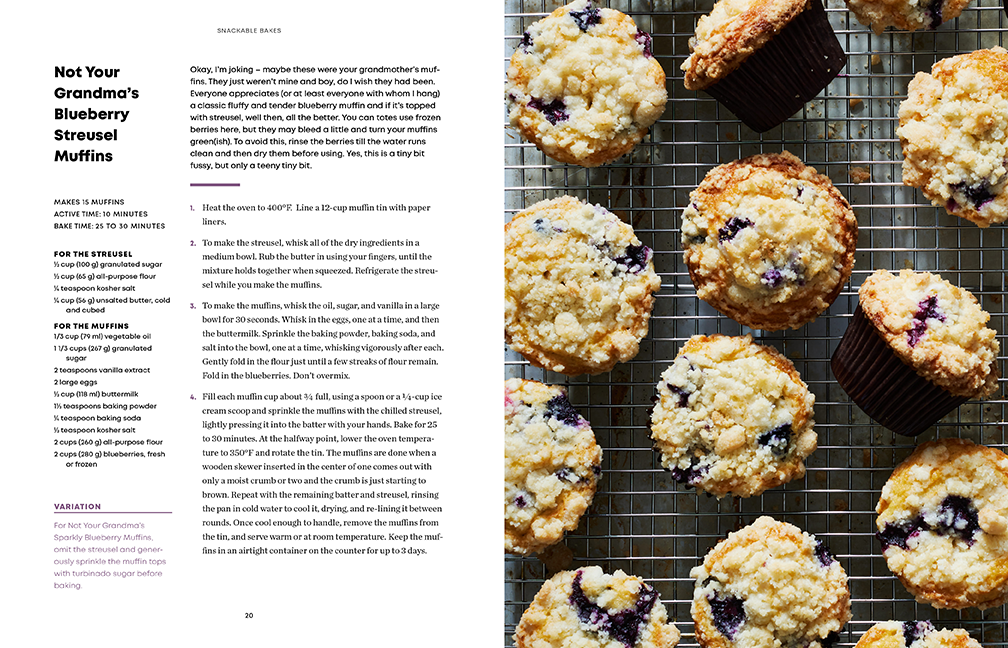 SNACKABLE BAKES
Not Your
Grandma's
Blueberry
Streusel
Muffins
MAKES 15 MUFFINS
ACTIVE TIME: 10 MINUTES
BAKE TIME: 25 TO 30 MINUTES
FOR THE STREUSEL
½ cup (100 g) granulated sugar
½ cup (65 g) all-purpose flour
¼ teaspoon kosher salt
¼ cup (56 g) unsalted butter, cold
and cubed
FOR THE MUFFINS
1/3 cup (79 ml) vegetable oil
1 1/3 cups (267 g) granulated
sugar
2 teaspoons vanilla extract
2 large eggs
½ cup (118 ml) buttermilk
1½ teaspoons baking powder
¼ teaspoon baking soda
½ teaspoon kosher salt
2 cups (260 g) all-purpose flour
2 cups (280 g) blueberries, fresh
or frozen
VARIATION
For Not Your Grandma's
Sparkly Blueberry Muffins,
omit the streusel and gener-
ously sprinkle the muffin tops
with turbinado sugar before
baking.
Okay, I'm joking – maybe these were your grandmother's muf-
fins. They just weren't mine and boy, do I wish they had been.
Everyone appreciates (or at least everyone with whom I hang)
a classic fluffy and tender blueberry muffin and if it's topped
with streusel, well then, all the better. You can totes use frozen
berries here, but they may bleed a little and turn your muffins
green(ish). To avoid this, rinse the berries till the water runs
clean and then dry them before using. Yes, this is a tiny bit
fussy, but only a teeny tiny bit.
1. Heat the oven to 400°F. Line a 12-cup muffin tin with paper
liners.
2. To make the streusel, whisk all of the dry ingredients in a
medium bowl. Rub the butter in using your fingers, until the
mixture holds together when squeezed. Refrigerate the streu-
sel while you make the muffins.
3. To make the muffins, whisk the oil, sugar, and vanilla in a large
bowl for 30 seconds. Whisk in the eggs, one at a time, and then
the buttermilk. Sprinkle the baking powder, baking soda, and
salt into the bowl, one at a time, whisking vigorously after each.
Gently fold in the flour just until a few streaks of flour remain.
Fold in the blueberries. Don't overmix.
4. Fill each muffin cup about ¾ full, using a spoon or a ¼-cup ice
cream scoop and sprinkle the muffins with the chilled streusel,
lightly pressing it into the batter with your hands. Bake for 25
to 30 minutes. At the halfway point, lower the oven tempera-
ture to 350°F and rotate the tin. The muffins are done when a
wooden skewer inserted in the center of one comes out with
only a moist crumb or two and the crumb is just starting to
brown. Repeat with the remaining batter and streusel, rinsing
the pan in cold water to cool it, drying, and re-lining it between
rounds. Once cool enough to handle, remove the muffins from
the tin, and serve warm or at room temperature. Keep the muf-
fins in an airtight container on the counter for up to 3 days.
20